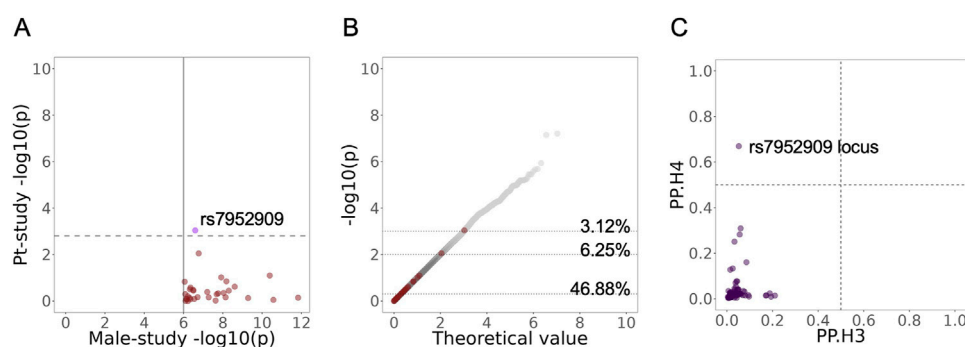 A
10
8
6
4
2
0
Pt-study -log10(p)
rs7952909
0 2 4 6 8 10 12
Male-study -log10(p)
B
10
8
6
4
2
0
-log10(p)
3.12%
6.25%
46.88%
0 2 4 6 8 10
Theoretical value
C
1.0
0.8
0.6
0.4
0.2
0.0
PP.H4
rs7952909 locus
0.0 0.2 0.4 0.6 0.8 1.0
PP.H3